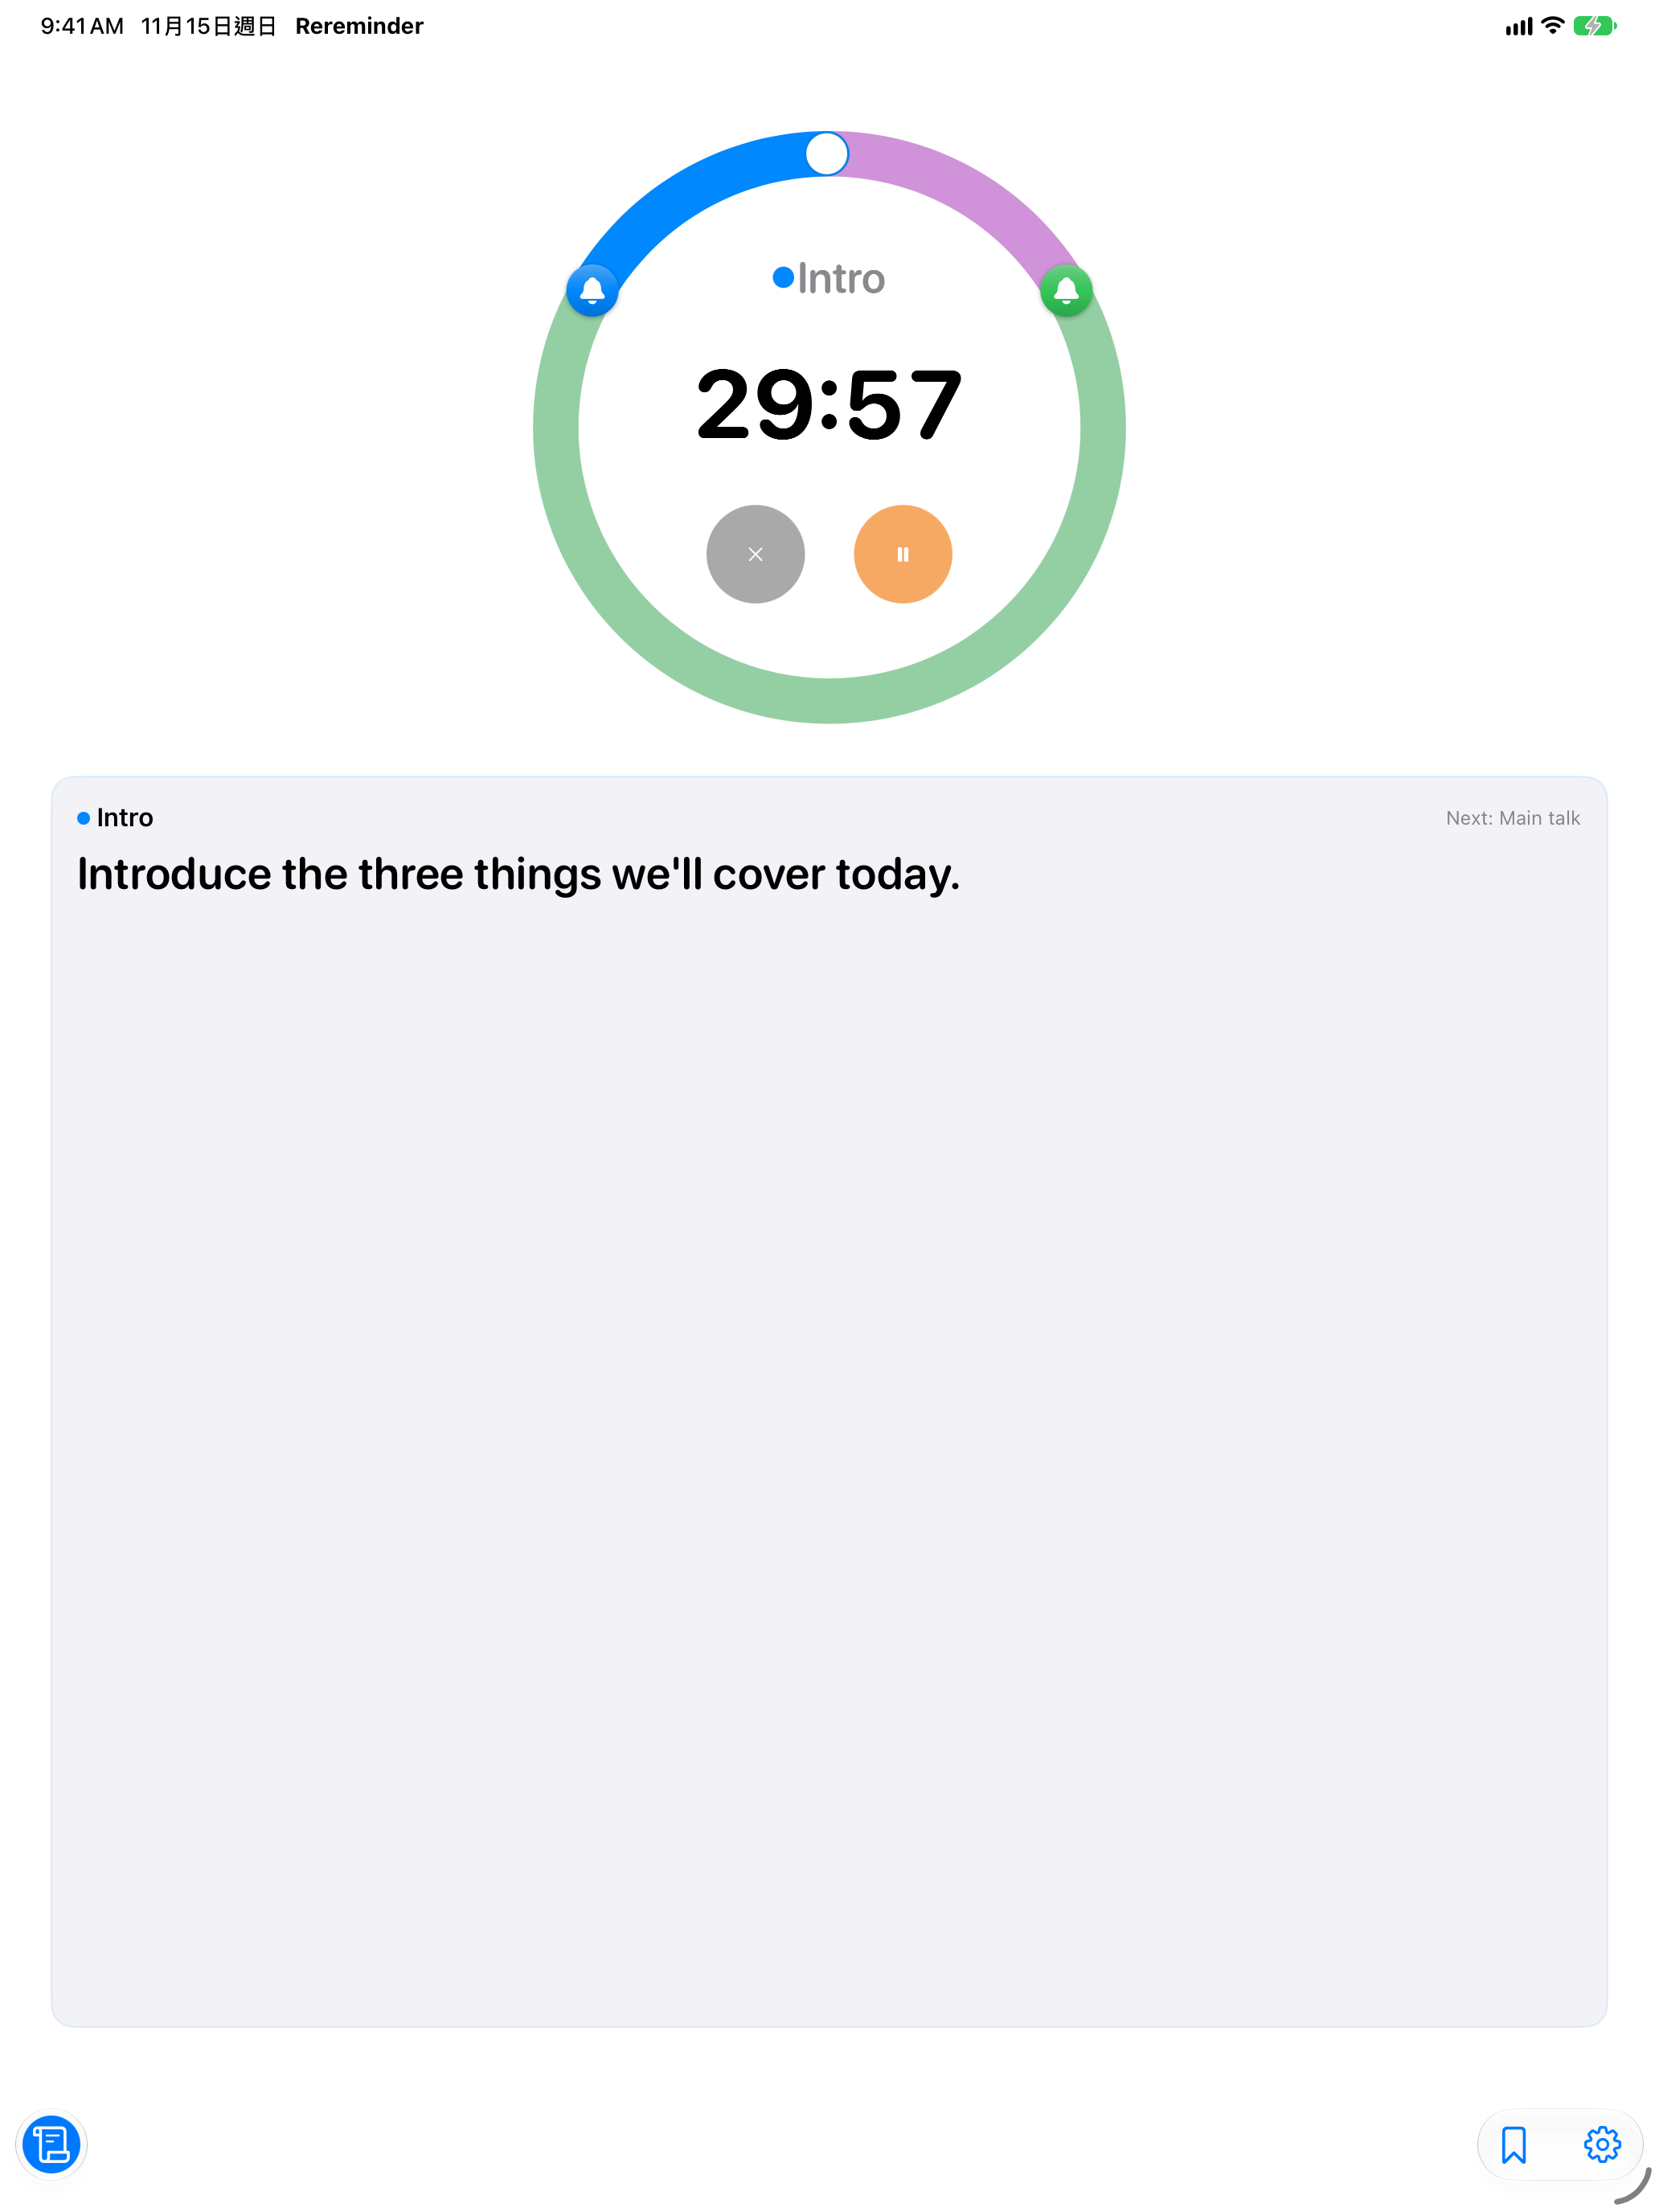 9:41 AM 11月15日週日 Rereminder
Intro
29:57
Intro
Next: Main talk
Introduce the three things we'll cover today.